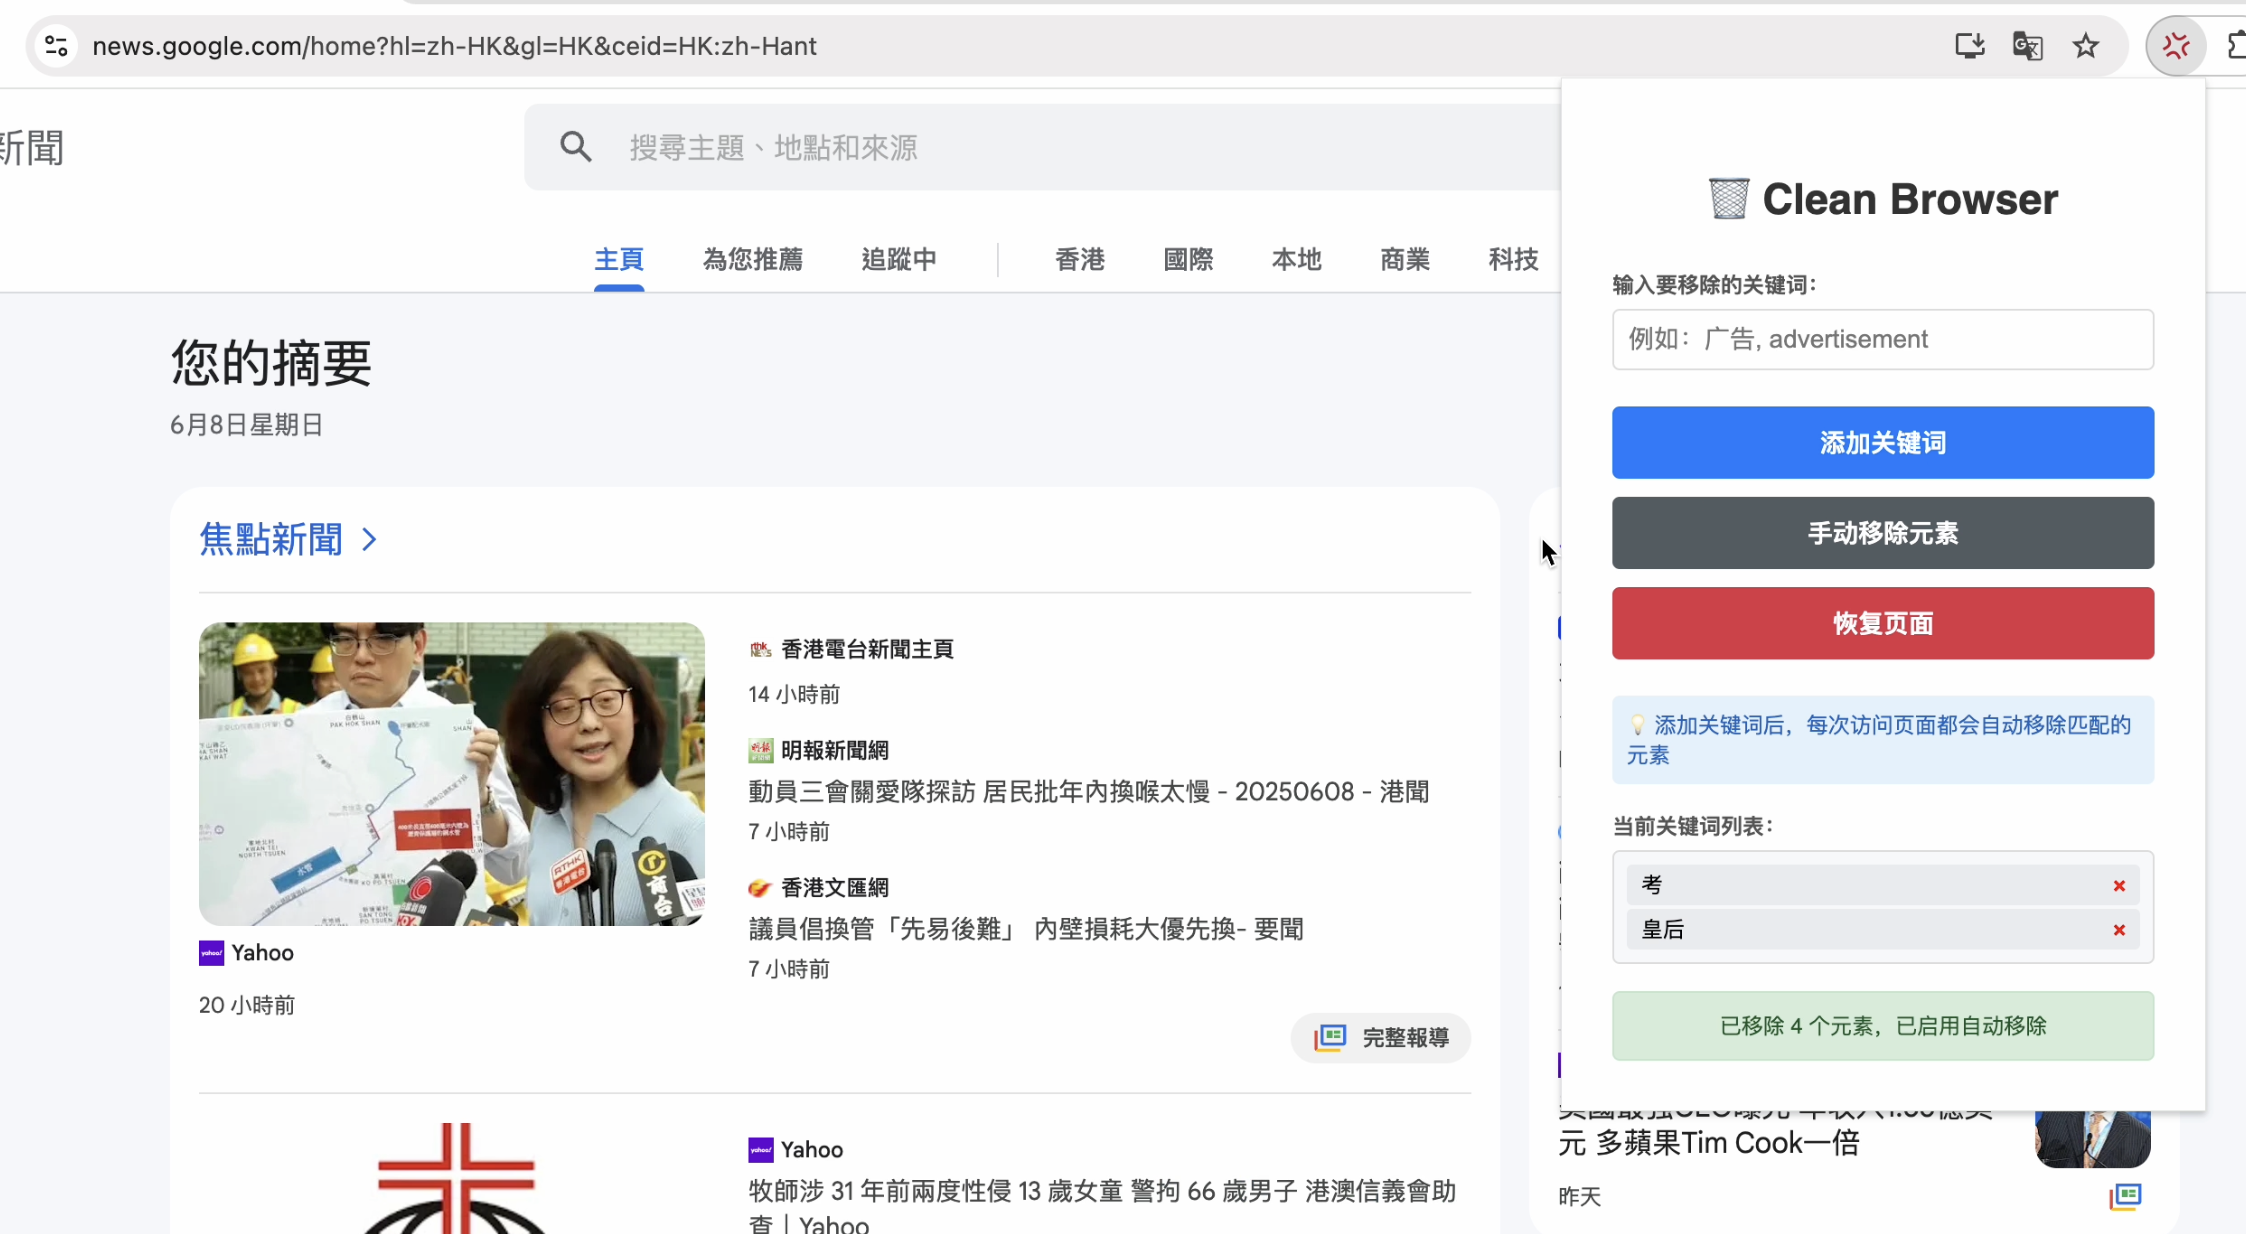 news.google.com/home?hl=zh-HK&gl=HK&ceid=HK:zh-Hant
新聞
搜尋主題、地點和來源
主頁
為您推薦
追蹤中
香港
國際
本地
商業
科技
您的摘要
6月8日星期日
焦點新聞
Yahoo
20 小時前
香港電台新聞主頁
14 小時前
明報新聞網
動員三會關愛隊探訪 居民批年內換喉太慢 - 20250608 - 港聞
7 小時前
香港文匯網
議員倡換管「先易後難」 內壁損耗大優先換- 要聞
7 小時前
完整報導
Yahoo
牧師涉 31 年前兩度性侵 13 歲女童 警拘 66 歲男子 港澳信義會助
查｜Yahoo
元 多蘋果Tim Cook一倍
昨天
Clean Browser
输入要移除的关键词：
例如：广告, advertisement
添加关键词
手动移除元素
恢复页面
添加关键词后，每次访问页面都会自动移除匹配的
元素
当前关键词列表：
考
皇后
已移除 4 个元素，已启用自动移除